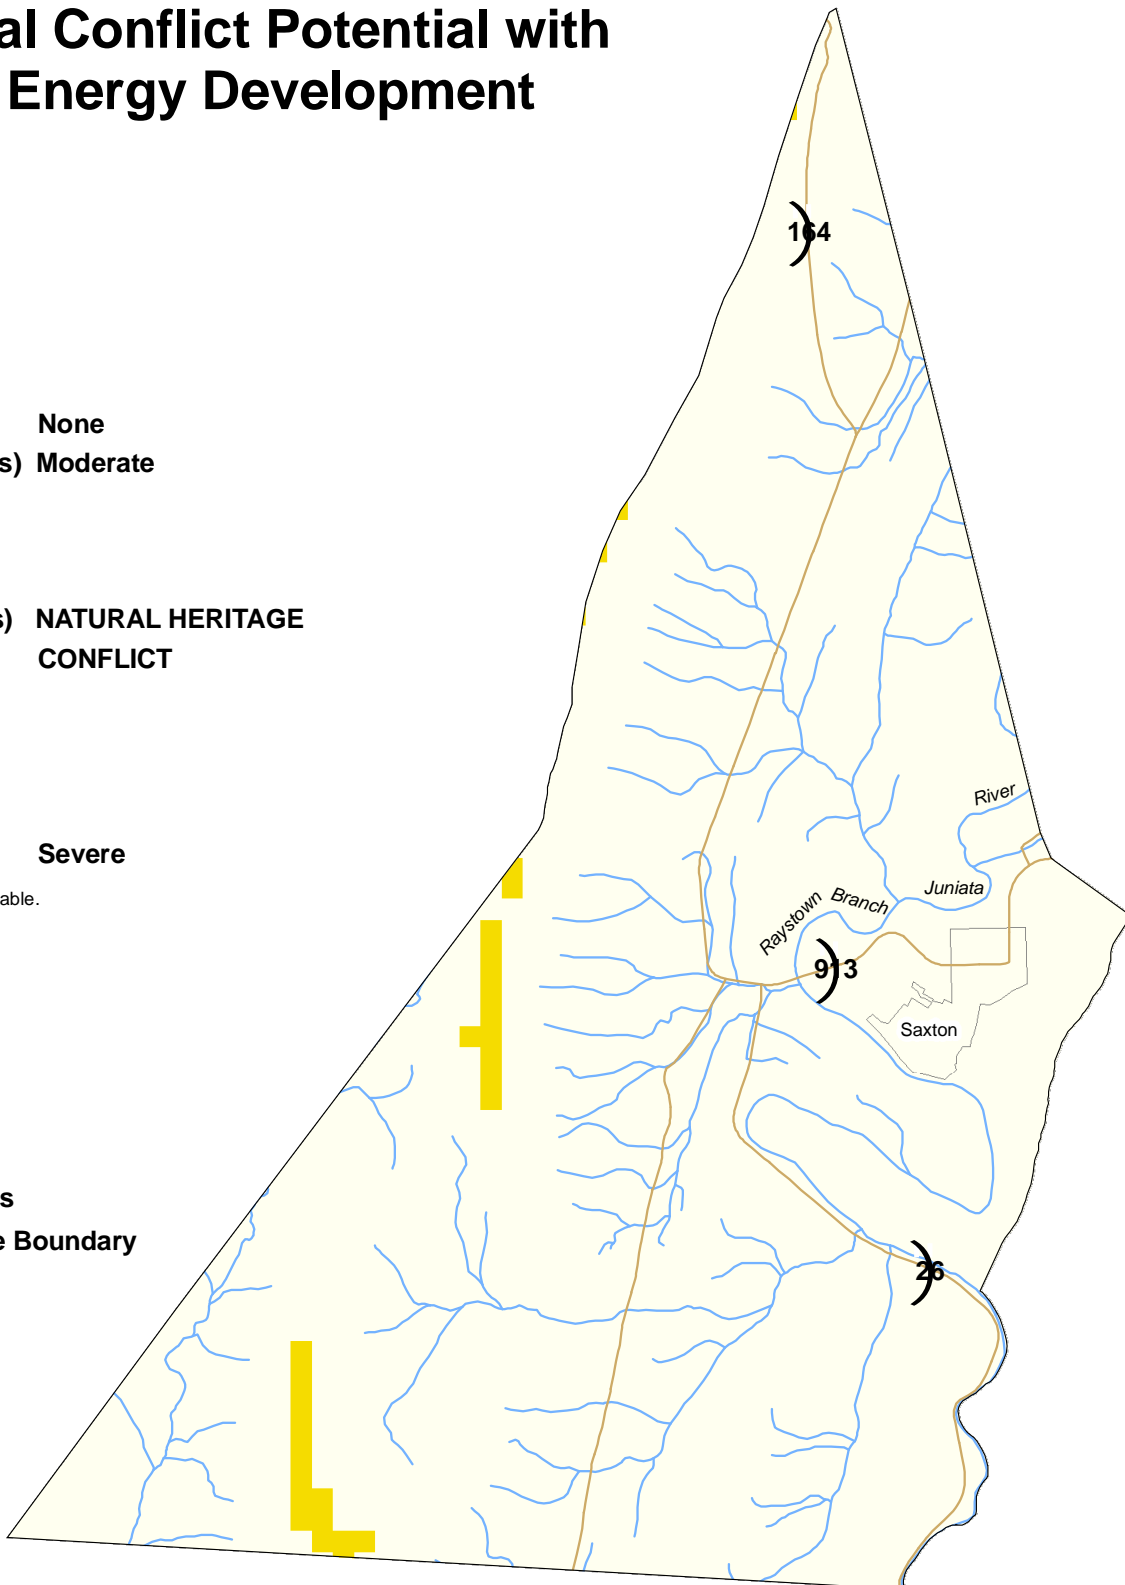 al Conflict Potential with
Energy Development
164
None
s) Moderate
s) NATURAL HERITAGE
CONFLICT
River
Severe
Juniata
able.
Branch
Raystown
913
Saxton
s
e Boundary
26